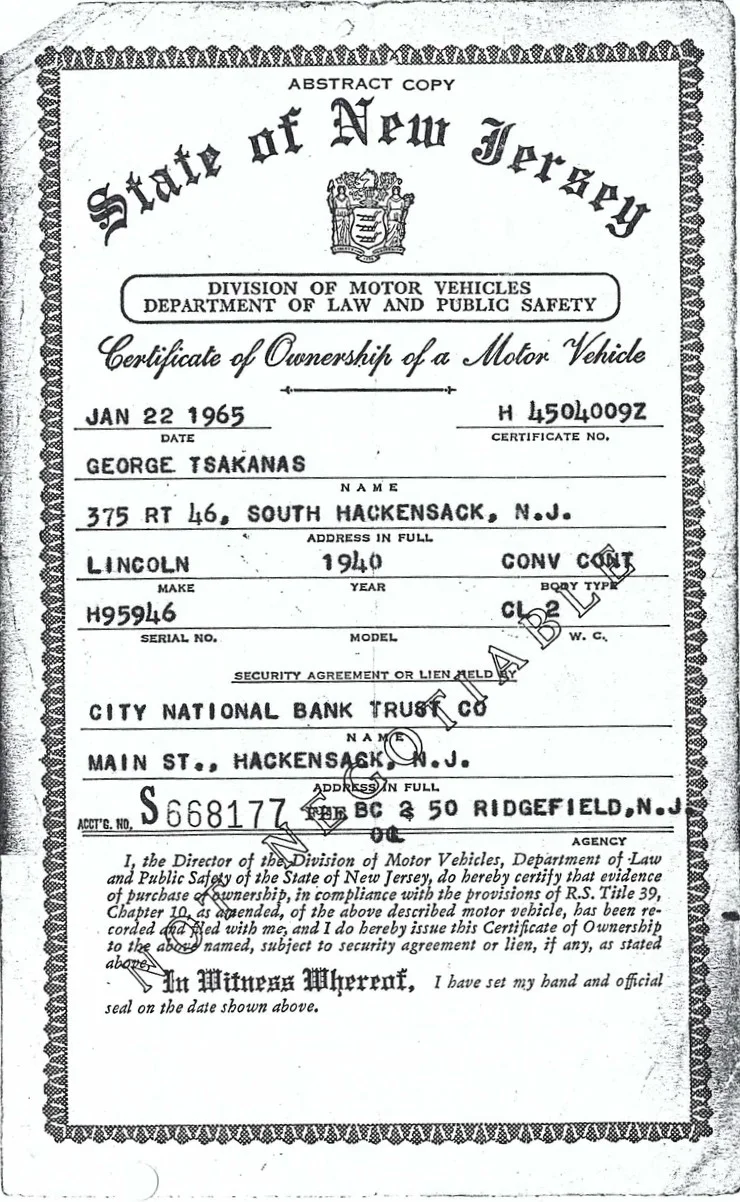 ABSTRACT COPY
State of New Jersey
DIVISION OF MOTOR VEHICLES
DEPARTMENT OF LAW AND PUBLIC SAFETY
Certificate of Ownership of a Motor Vehicle
JAN 22 1965 H 4504009Z
DATE CERTIFICATE NO.
GEORGE TSAKANAS
NAME
375 RT 46, SOUTH HACKENSACK, N.J.
ADDRESS IN FULL
LINCOLN 1940 CONV CONT
MAKE YEAR BODY TYPE
H95946 CL 2
SERIAL NO. MODEL W. C.
SECURITY AGREEMENT OR LIEN HELD BY
CITY NATIONAL BANK TRUST CO
NAME
MAIN ST., HACKENSACK, N.J.
ADDRESS IN FULL
ACCT'G. NO. S668177 FEE BC 2 50 RIDGEFIELD, N.J.
AGENCY
I, the Director of the Division of Motor Vehicles, Department of Law
and Public Safety of the State of New Jersey, do hereby certify that evidence
of purchase or ownership, in compliance with the provisions of R.S. Title 39,
Chapter 10, as amended, of the above described motor vehicle, has been re-
corded and filed with me, and I do hereby issue this Certificate of Ownership
to the above named, subject to security agreement or lien, if any, as stated
above.
In Witness Whereof, I have set my hand and official
seal on the date shown above.
NOT NEGOTIABLE